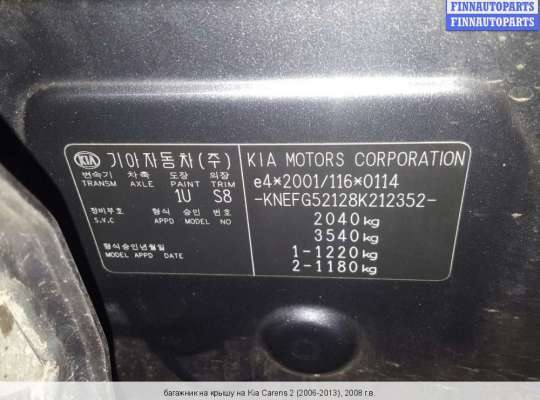 FINNAUTOPARTS
FINNAUTOPARTS
KIA 기아자동차(주)
변속기 차축 도장 외장
TRANSM AXLE PAINT TRIM
1U S8
정비부호 형식 승인 번호
S.V.C APPD MODEL NO
형식승인년월일
MODEL APPD DATE
KIA MOTORS CORPORATION
e4*2001/116*0114
-KNEFG52128K212352-
2040kg
3540kg
1-1220kg
2-1180kg
багажник на крышу на Kia Carens 2 (2006-2013), 2008 г.в.